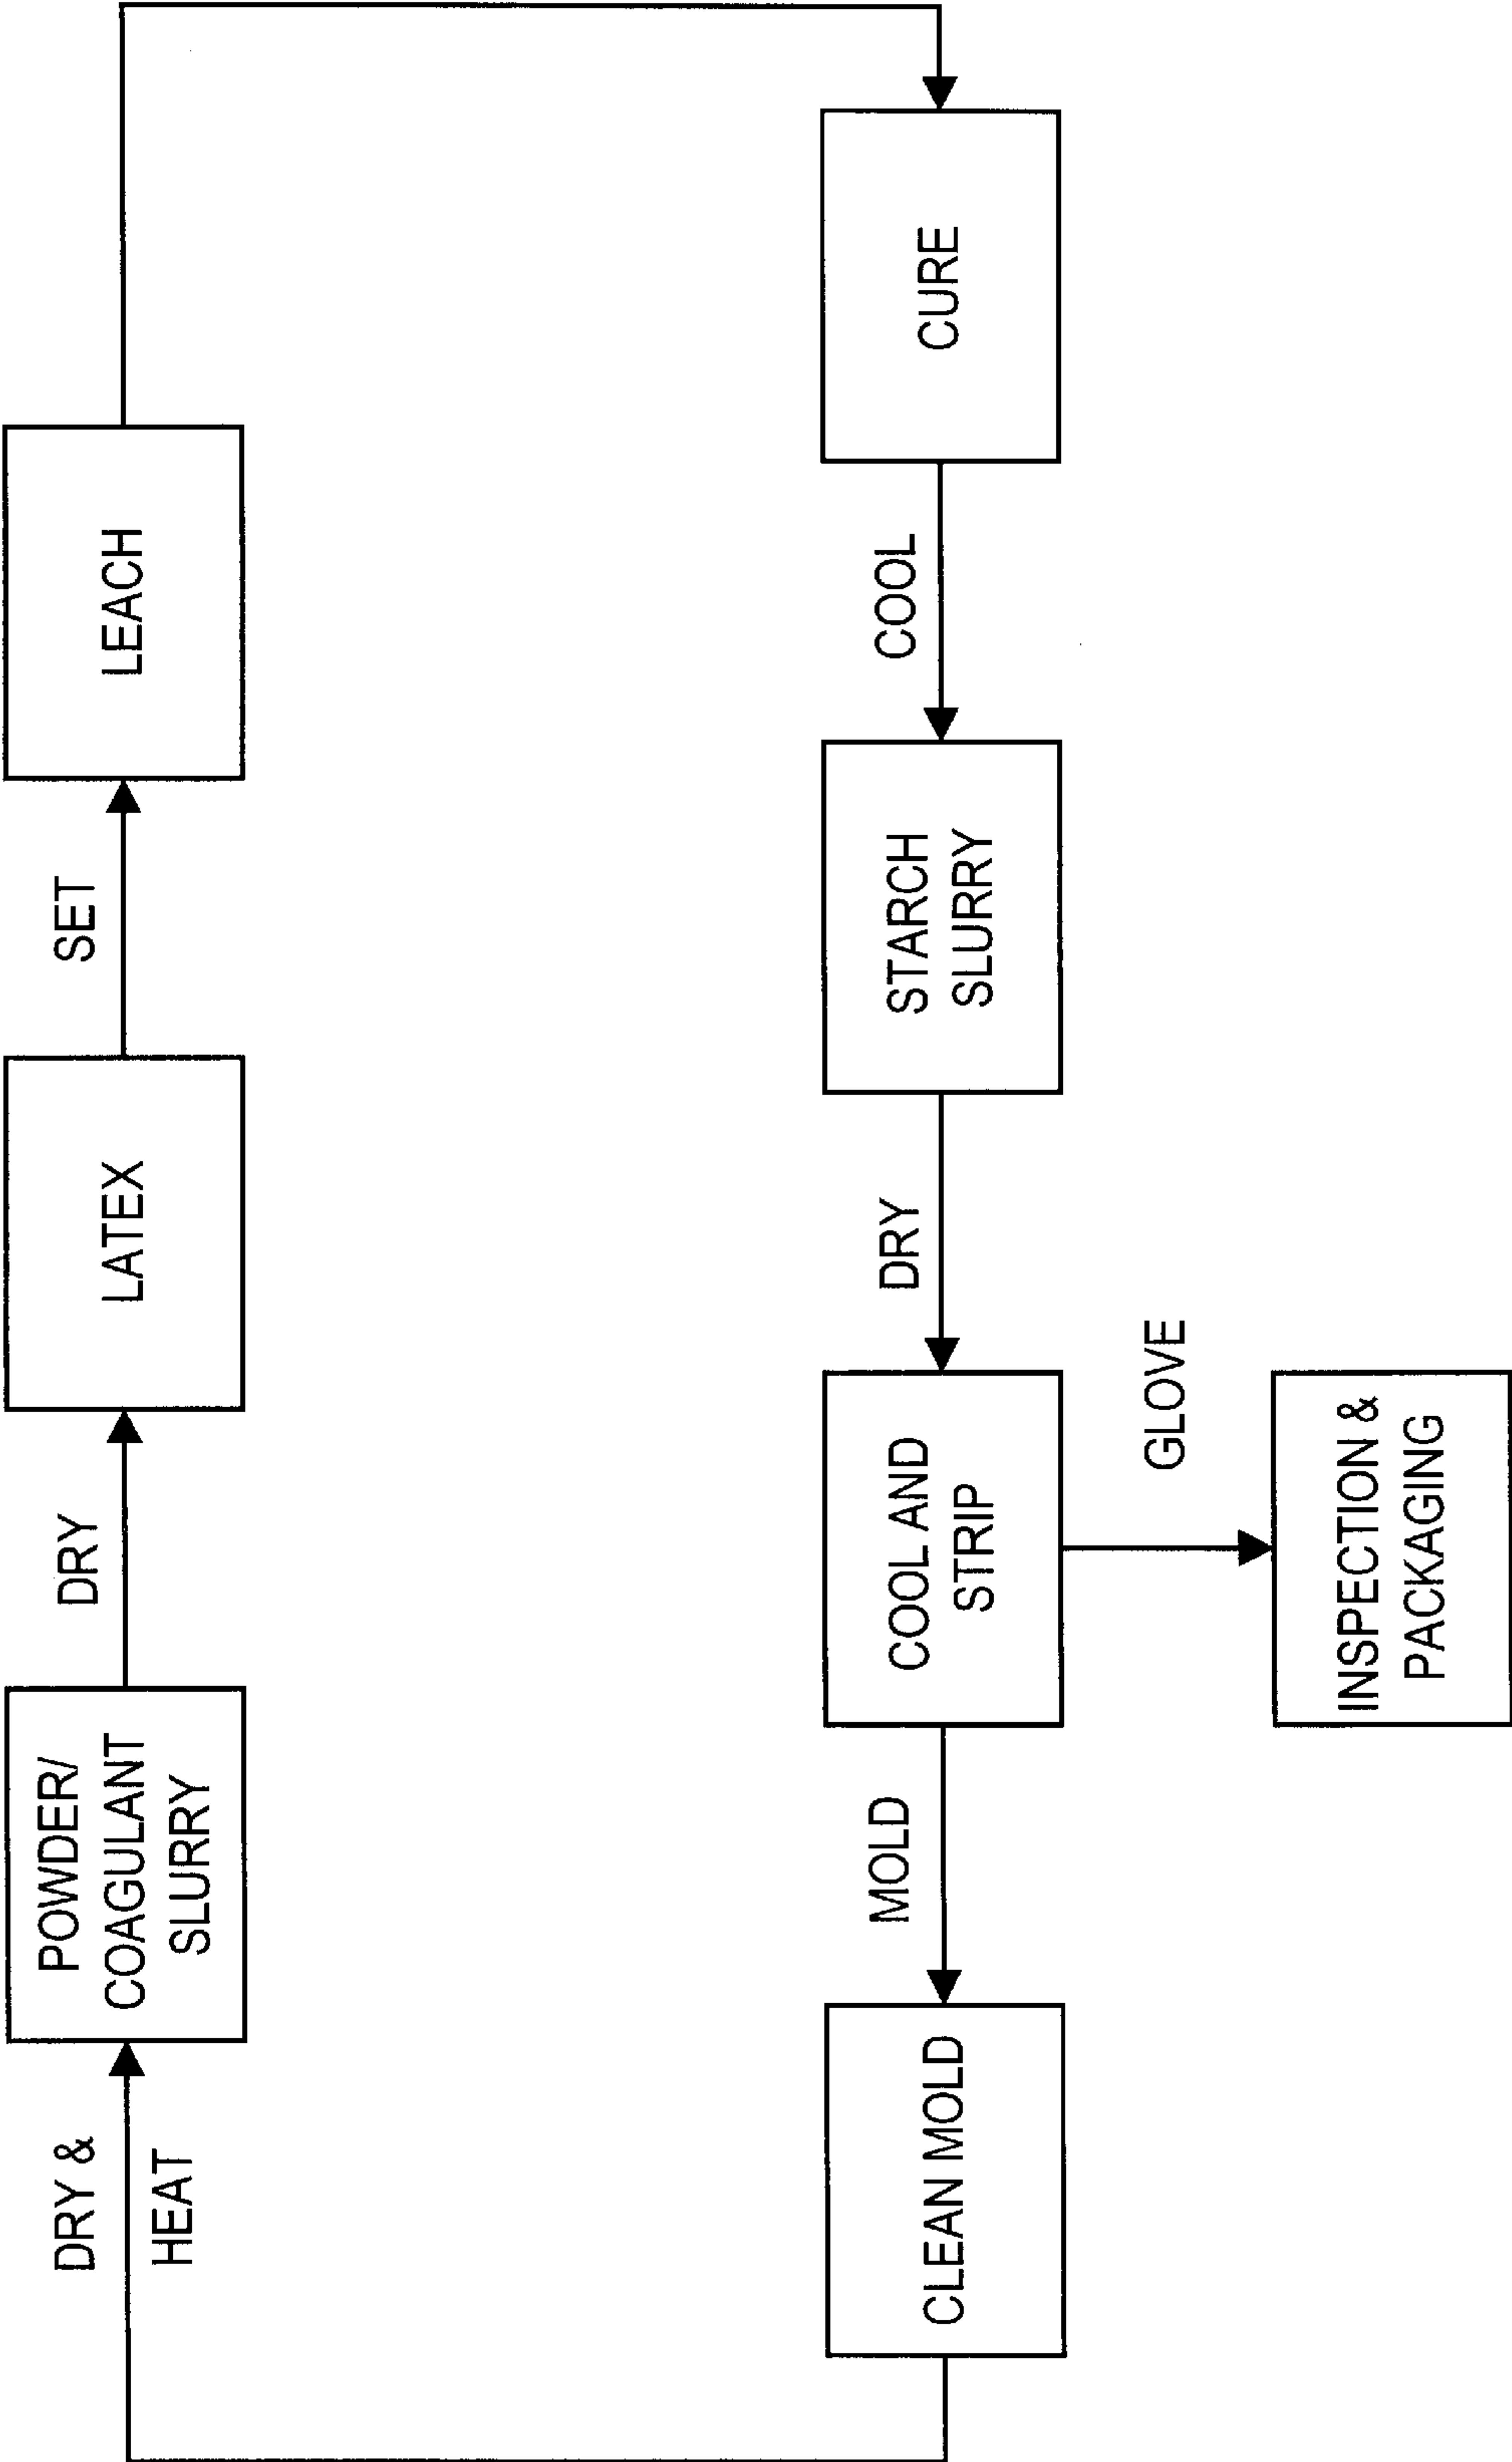 DRY &
HEAT
POWDER/
COAGULANT
SLURRY
DRY
LATEX
SET
LEACH
CLEAN MOLD
MOLD
COOL AND
STRIP
DRY
STARCH
SLURRY
COOL
CURE
GLOVE
INSPECTION &
PACKAGING